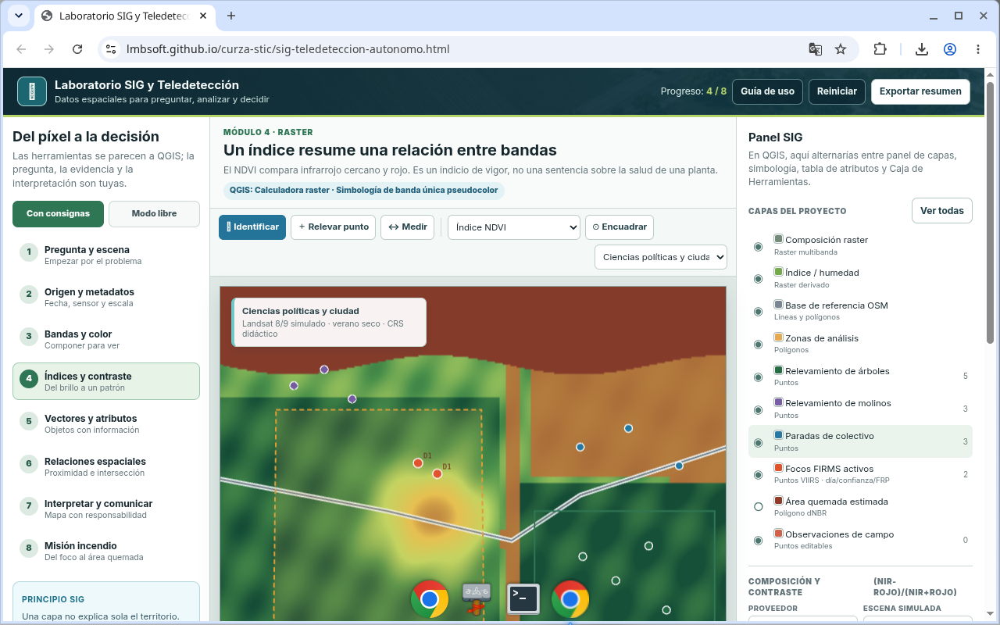 Laboratorio SIG y Teledetecc
lmbsoft.github.io/curza-stic/sig-teledeteccion-autonomo.html
Laboratorio SIG y Teledetección
Datos espaciales para preguntar, analizar y decidir
Progreso: 4 / 8
Guía de uso
Reiniciar
Exportar resumen
Del píxel a la decisión
Las herramientas se parecen a QGIS; la
pregunta, la evidencia y la
interpretación son tuyas.
Con consignas
Modo libre
1
Pregunta y escena
Empezar por el problema
2
Origen y metadatos
Fecha, sensor y escala
3
Bandas y color
Componer para ver
4
Índices y contraste
Del brillo a un patrón
5
Vectores y atributos
Objetos con información
6
Relaciones espaciales
Proximidad e intersección
7
Interpretar y comunicar
Mapa con responsabilidad
8
Misión incendio
Del foco al área quemada
PRINCIPIO SIG
Una capa no explica sola el territorio.
MÓDULO 4 · RASTER
Un índice resume una relación entre bandas
El NDVI compara infrarrojo cercano y rojo. Es un indicio de vigor, no una sentencia sobre la salud de una planta.
QGIS: Calculadora raster · Simbología de banda única pseudocolor
Identificar
+ Relevar punto
↔ Medir
Índice NDVI
⊙ Encuadrar
Ciencias políticas y ciuda
Ciencias políticas y ciudad
Landsat 8/9 simulado · verano seco · CRS
didáctico
D1
D1
Panel SIG
En QGIS, aquí alternarías entre panel de capas,
simbología, tabla de atributos y Caja de
Herramientas.
CAPAS DEL PROYECTO
Ver todas
Composición raster
Raster multibanda
Índice / humedad
Raster derivado
Base de referencia OSM
Líneas y polígonos
Zonas de análisis
Polígonos
Relevamiento de árboles
Puntos
5
Relevamiento de molinos
Puntos
3
Paradas de colectivo
Puntos
3
Focos FIRMS activos
Puntos VIIRS · día/confianza/FRP
2
Área quemada estimada
Polígono dNBR
Observaciones de campo
Puntos editables
0
COMPOSICIÓN Y
CONTRASTE
(NIR-
ROJO)/(NIR+ROJO)
PROVEEDOR
ESCENA SIMULADA